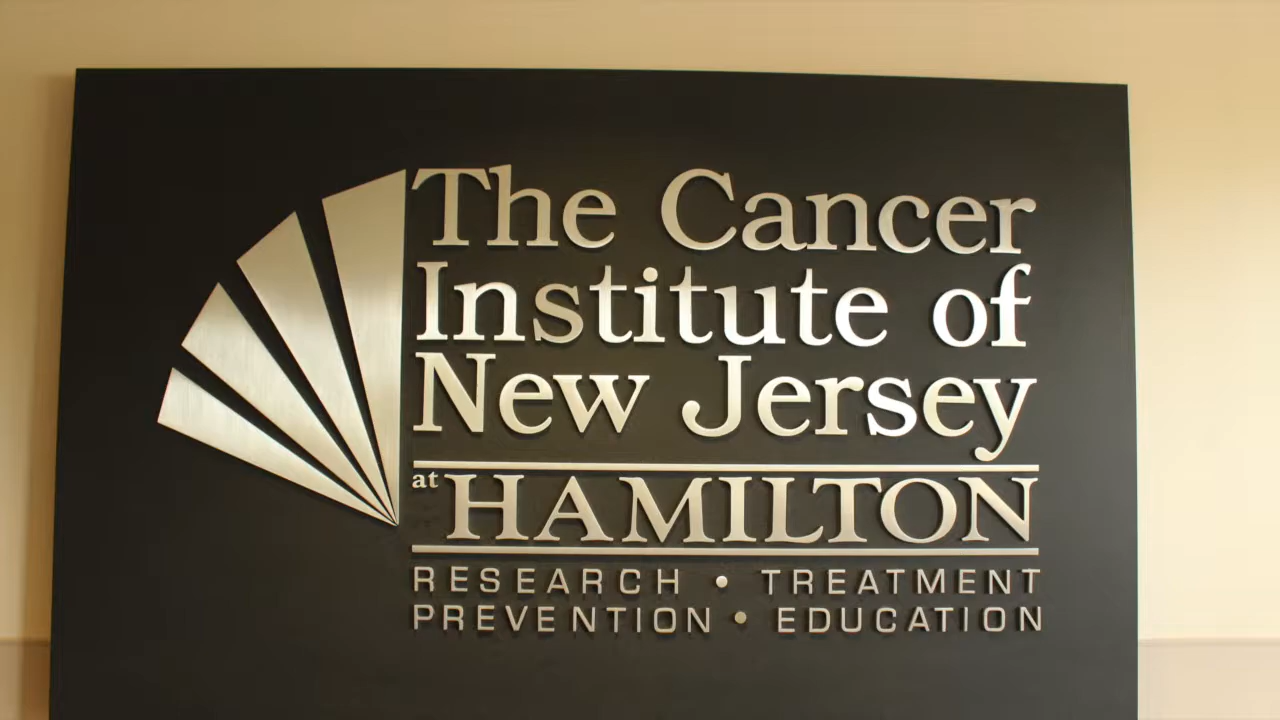 The Cancer
Institute of
New Jersey
at HAMILTON
RESEARCH • TREATMENT
PREVENTION • EDUCATION